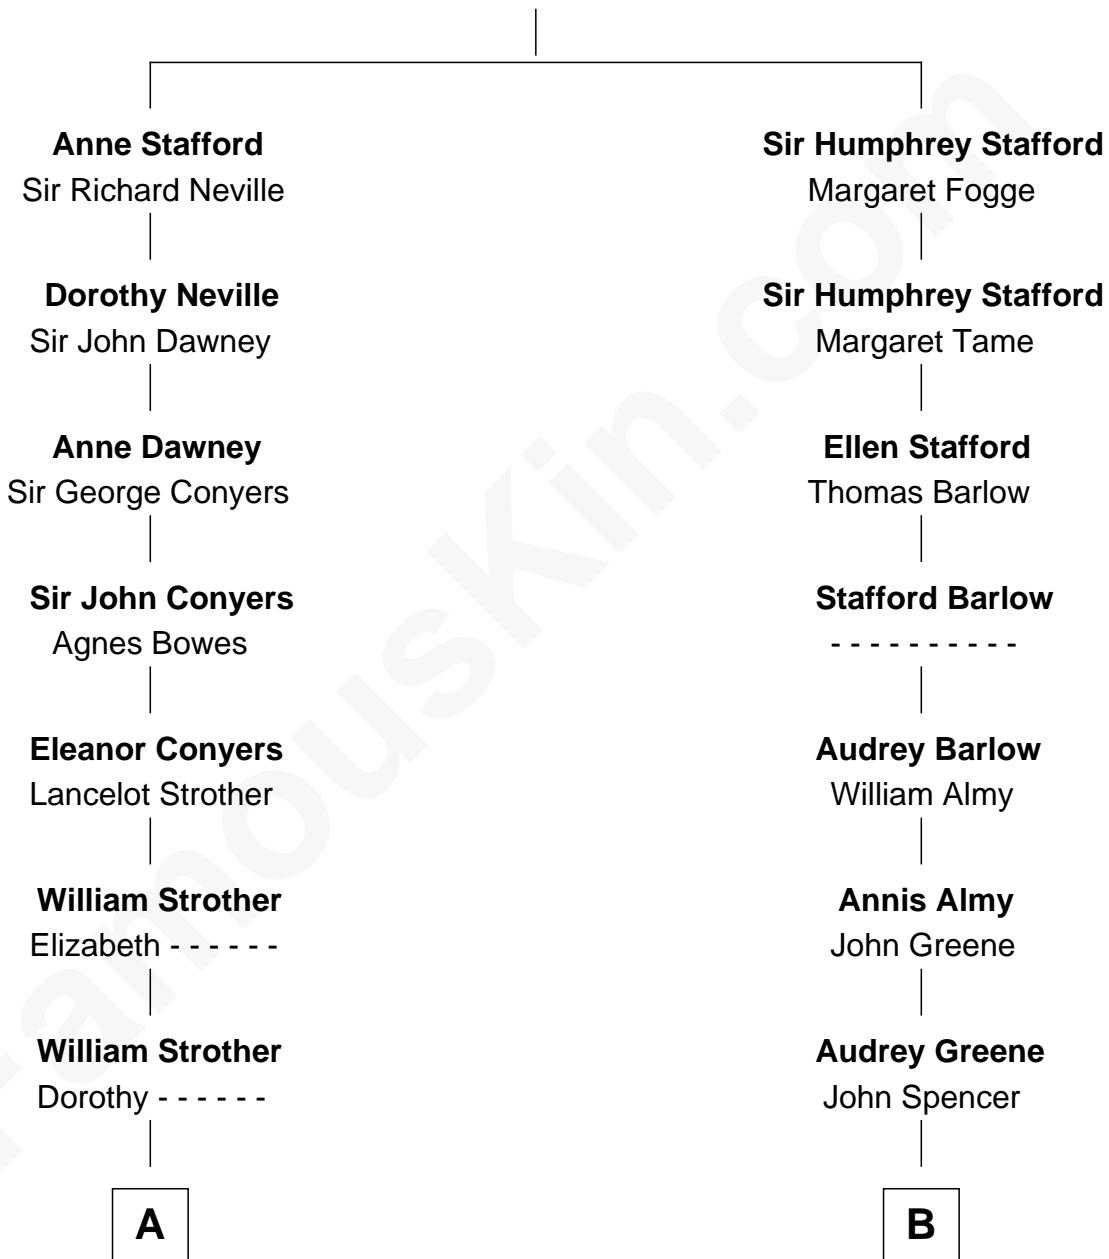 Anne Stafford
Sir Richard Neville
Dorothy Neville
Sir John Dawney
Anne Dawney
Sir George Conyers
Sir John Conyers
Agnes Bowes
Eleanor Conyers
Lancelot Strother
William Strother
Elizabeth - - - - - -
William Strother
Dorothy - - - - - -
A
Sir Humphrey Stafford
Margaret Fogge
Sir Humphrey Stafford
Margaret Tame
Ellen Stafford
Thomas Barlow
Stafford Barlow
- - - - - - - - - -
Audrey Barlow
William Almy
Annis Almy
John Greene
Audrey Greene
John Spencer
B
FamousKin.com